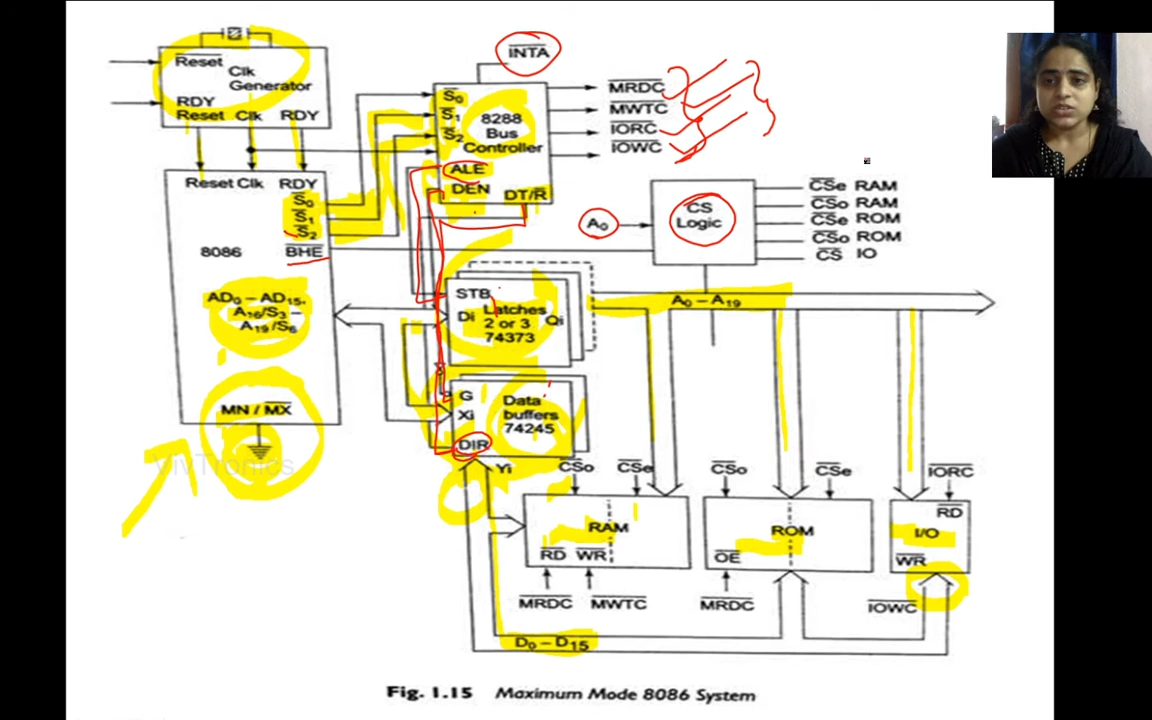 Reset
Clk
Generator
RDY
Reset Clk RDY
INTA
S0
S1
S2
8288
Bus
Controller
ALE
DEN
DT/R
MRDC
MWTC
IORC
IOWC
Reset Clk RDY
S0
S1
S2
8086
BHE
AD0 – AD15.
A16/S3 –
A19/S6
MN / MX
VivTronics
A0
CS
Logic
CSe RAM
CSo RAM
CSe ROM
CSo ROM
CS IO
STB
Di
Latches
2 or 3
74373
Qi
A0 – A19
G
Xi
Data
buffers
74245
DIR
Yi
CSo
CSe
CSo
CSe
IORC
RAM
RD WR
ROM
OE
RD
I/O
WR
MRDC
MWTC
MRDC
IOWC
D0 – D15
Fig. 1.15 Maximum Mode 8086 System